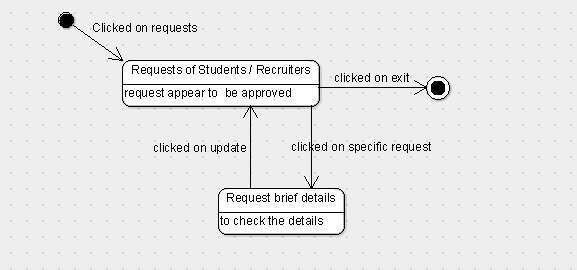 Clicked on requests
Requests of Students / Recruiters
request appear to be approved
clicked on exit
clicked on update
clicked on specific request
Request brief details
to check the details